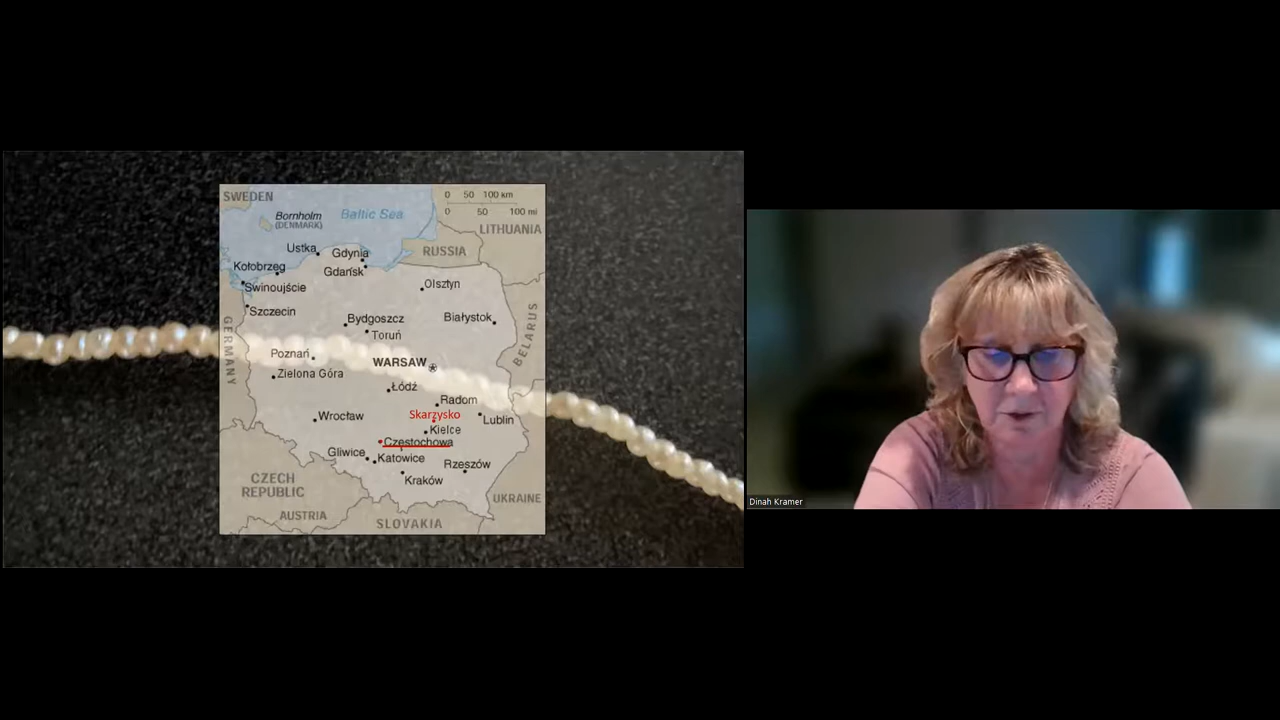 SWEDEN
0 50 100 km
0 50 100 mi
Bornholm
(DENMARK)
Baltic Sea
LITHUANIA
Ustka
Gdynia
RUSSIA
Kołobrzeg
Gdańsk
Świnoujście
Olsztyn
Szczecin
Bydgoszcz
Białystok
Toruń
GERMANY
BELARUS
Poznań
WARSAW
Zielona Góra
Łódź
Radom
Skarzysko
Wrocław
Lublin
Kielce
Częstochowa
Gliwice
Katowice
Rzeszów
CZECH
REPUBLIC
Kraków
UKRAINE
AUSTRIA
SLOVAKIA
Dinah Kramer